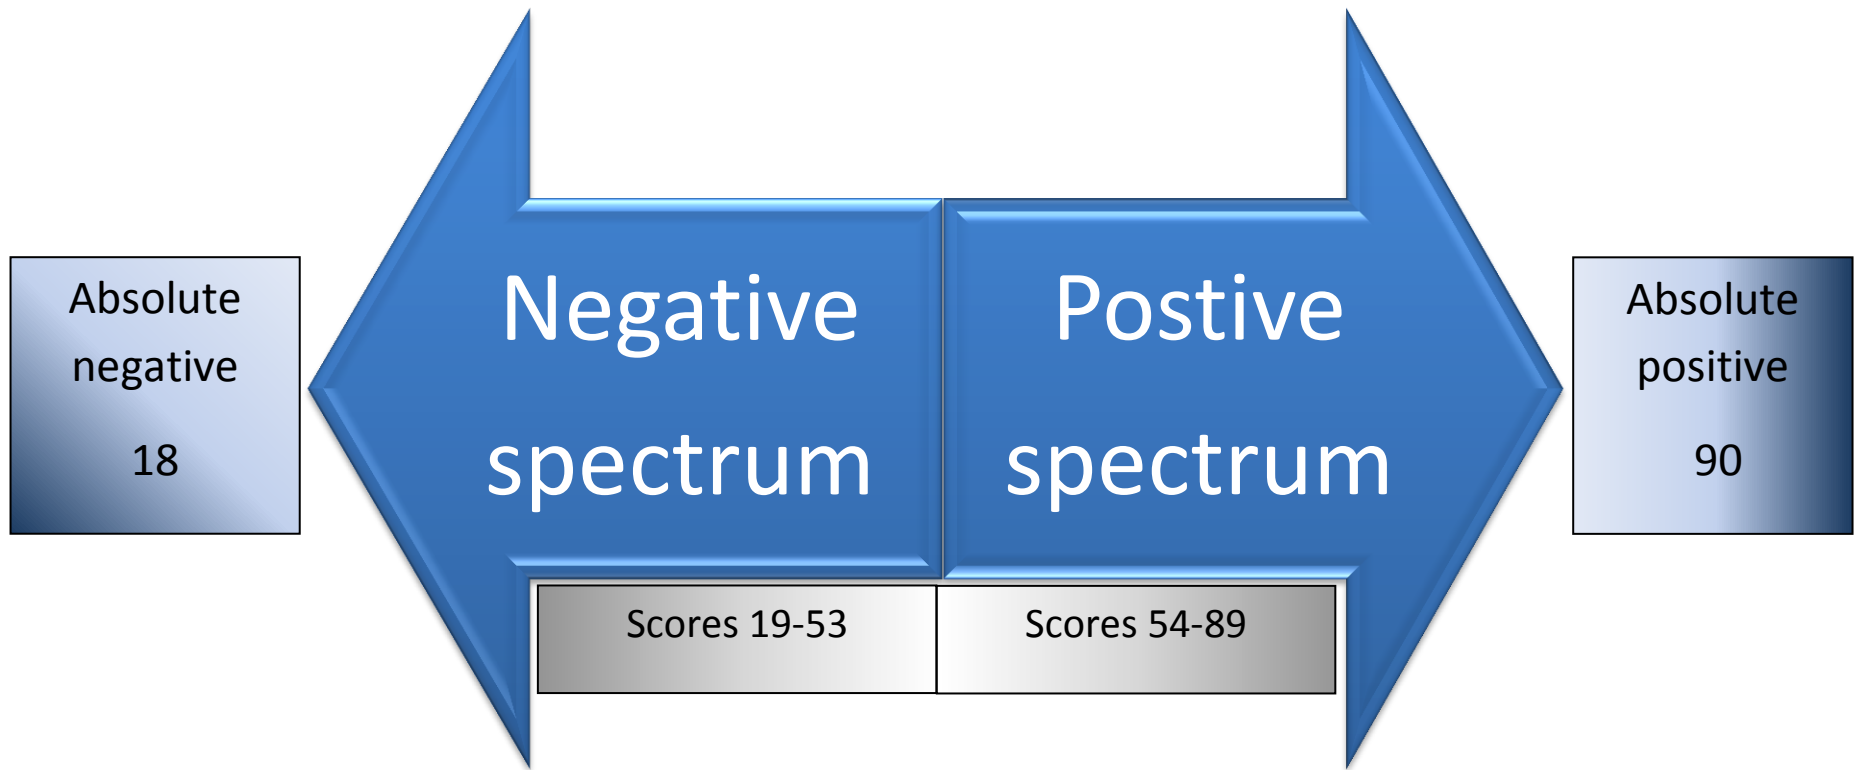 Absolute
negative
18
Negative
spectrum
Postive
spectrum
Absolute
positive
90
Scores 19-53
Scores 54-89